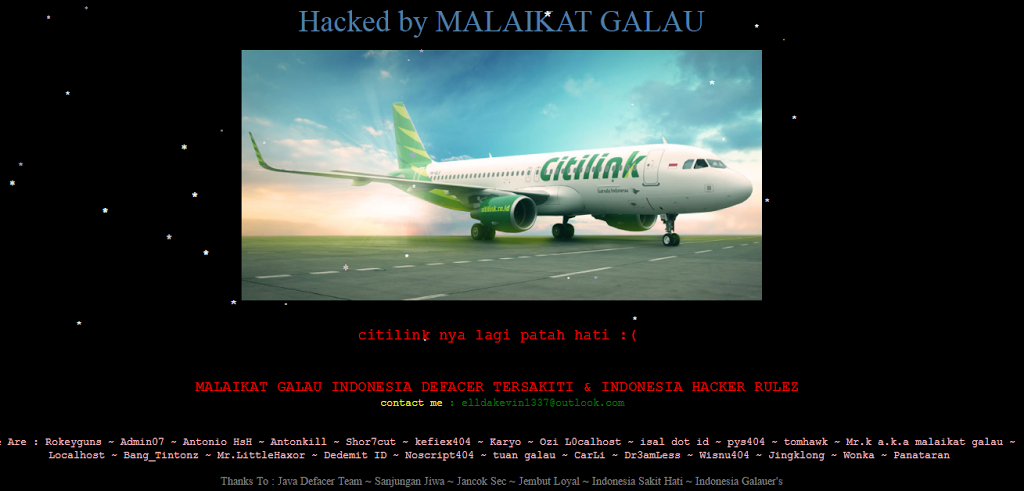 Hacked by MALAIKAT GALAU
Citilink
citilink.co.id
citilink nya lagi patah hati :(
MALAIKAT GALAU INDONESIA DEFACER TERSAKITI & INDONESIA HACKER RULEZ
contact me : elldakevin1337@outlook.com
Are : Rokeyguns ~ Admin07 ~ Antonio HsH ~ Antonkill ~ Shor7cut ~ kefiex404 ~ Karyo ~ Ozi L0calhost ~ isal dot id ~ pys404 ~ tomhawk ~ Mr.k a.k.a malaikat galau ~
Localhost ~ Bang_Tintonz ~ Mr.LittleHaxor ~ Dedemit ID ~ Noscript404 ~ tuan galau ~ CarLi ~ Dr3amLess ~ Wisnu404 ~ Jingklong ~ Wonka ~ Panataran
Thanks To : Java Defacer Team ~ Sanjungan Jiwa ~ Jancok Sec ~ Jembut Loyal ~ Indonesia Sakit Hati ~ Indonesia Galauer's